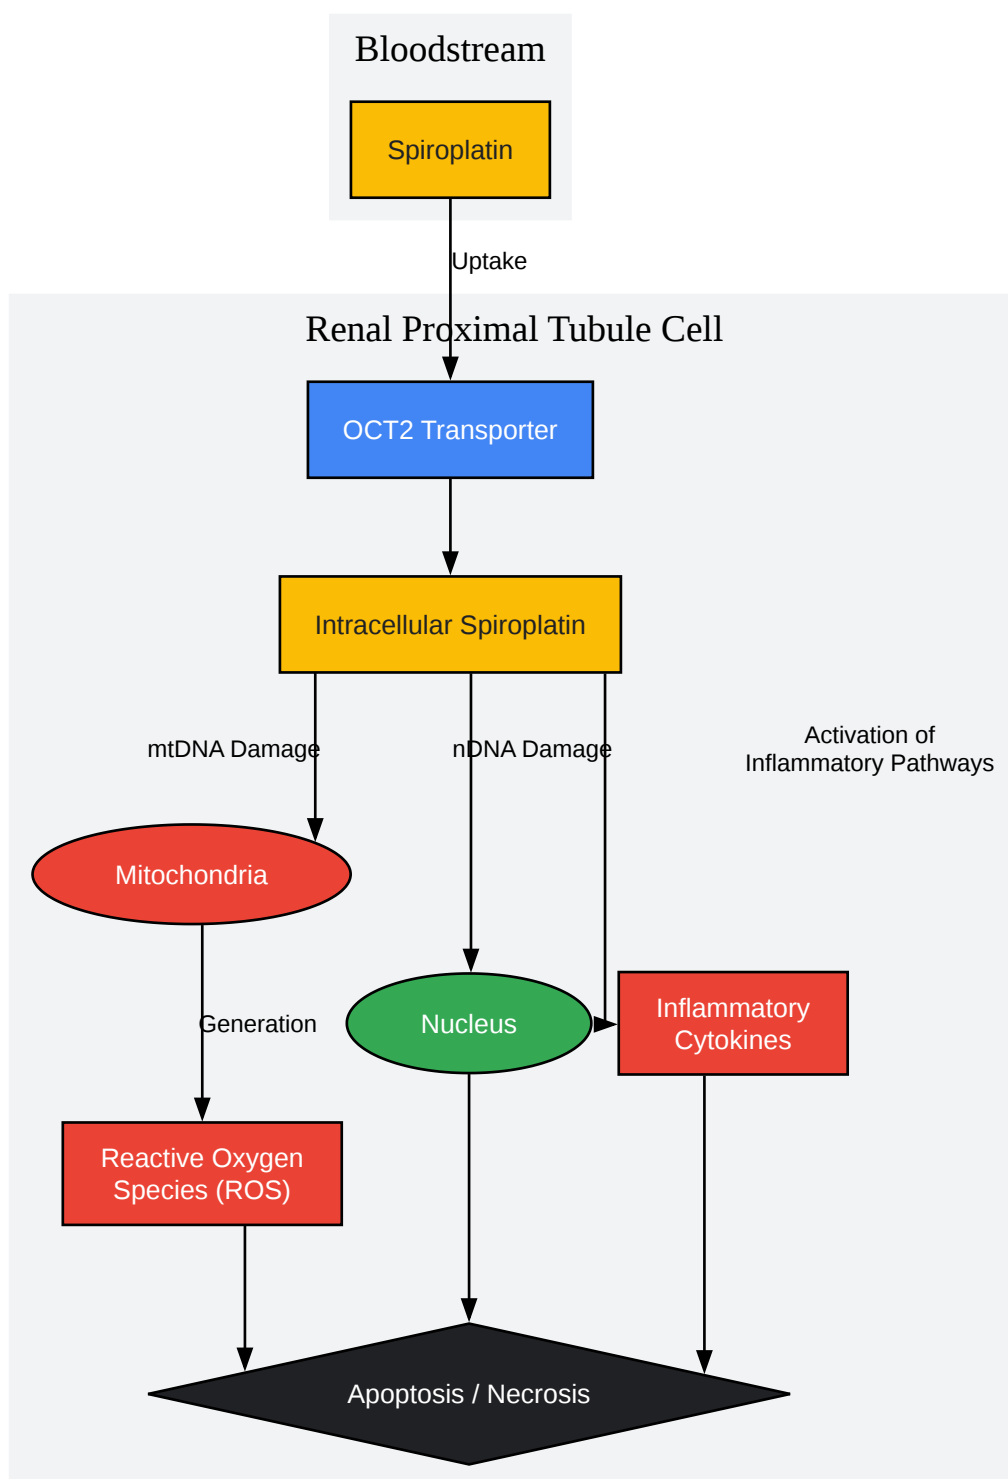 Bloodstream
Spiroplatin
Uptake
Renal Proximal Tubule Cell
OCT2 Transporter
Intracellular Spiroplatin
mtDNA Damage
nDNA Damage
Activation of
Inflammatory Pathways
Mitochondria
Generation
Nucleus
Inflammatory
Cytokines
Reactive Oxygen
Species (ROS)
Apoptosis / Necrosis